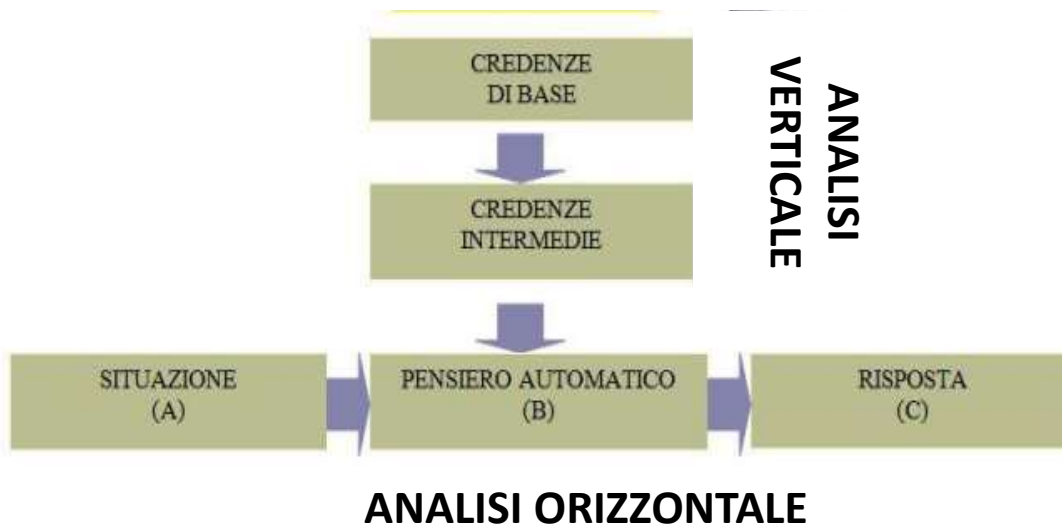 CREDENZE
DI BASE
ANALISI
VERTICALE
CREDENZE
INTERMEDIE
SITUAZIONE
(A)
PENSIERO AUTOMATICO
(B)
RISPOSTA
(C)
ANALISI ORIZZONTALE